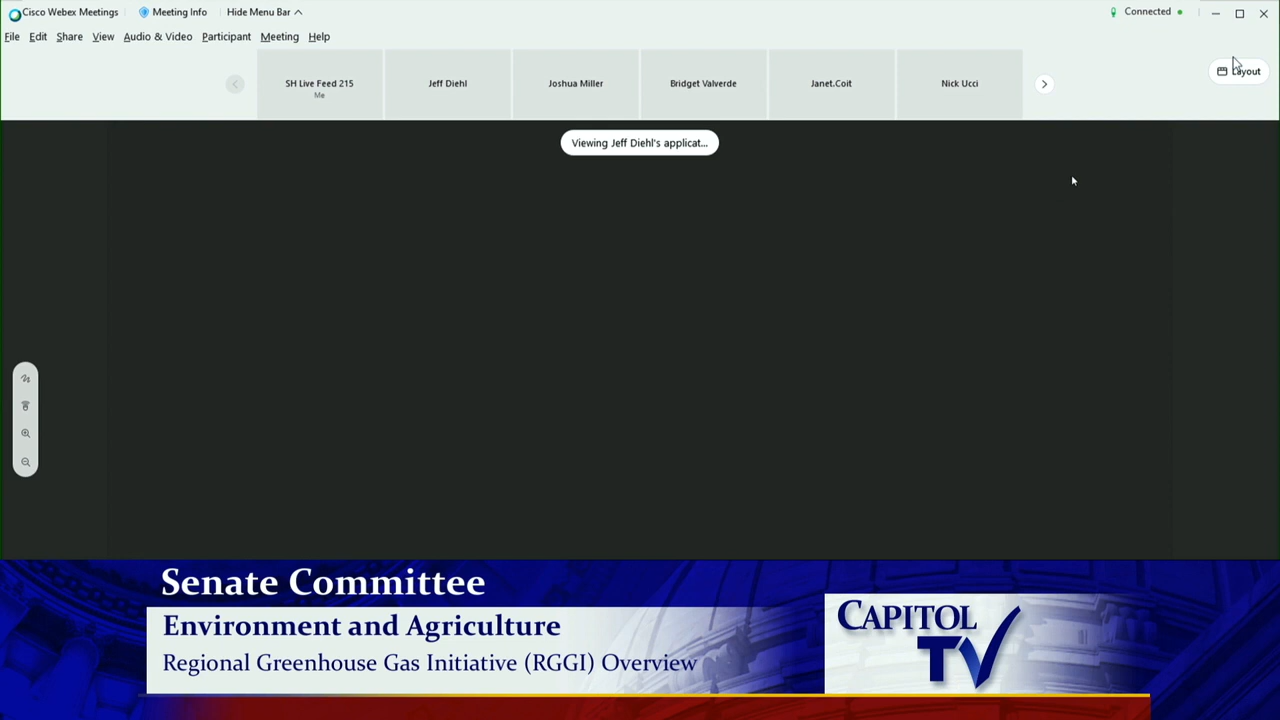 Cisco Webex Meetings
Meeting Info
Hide Menu Bar
Connected
File Edit Share View Audio & Video Participant Meeting Help
SH Live Feed 215
Me
Jeff Diehl
Joshua Miller
Bridget Valverde
Janet.Coit
Nick Ucci
Layout
Viewing Jeff Diehl's applicat...
Senate Committee
Environment and Agriculture
Regional Greenhouse Gas Initiative (RGGI) Overview
CAPITOL
TV